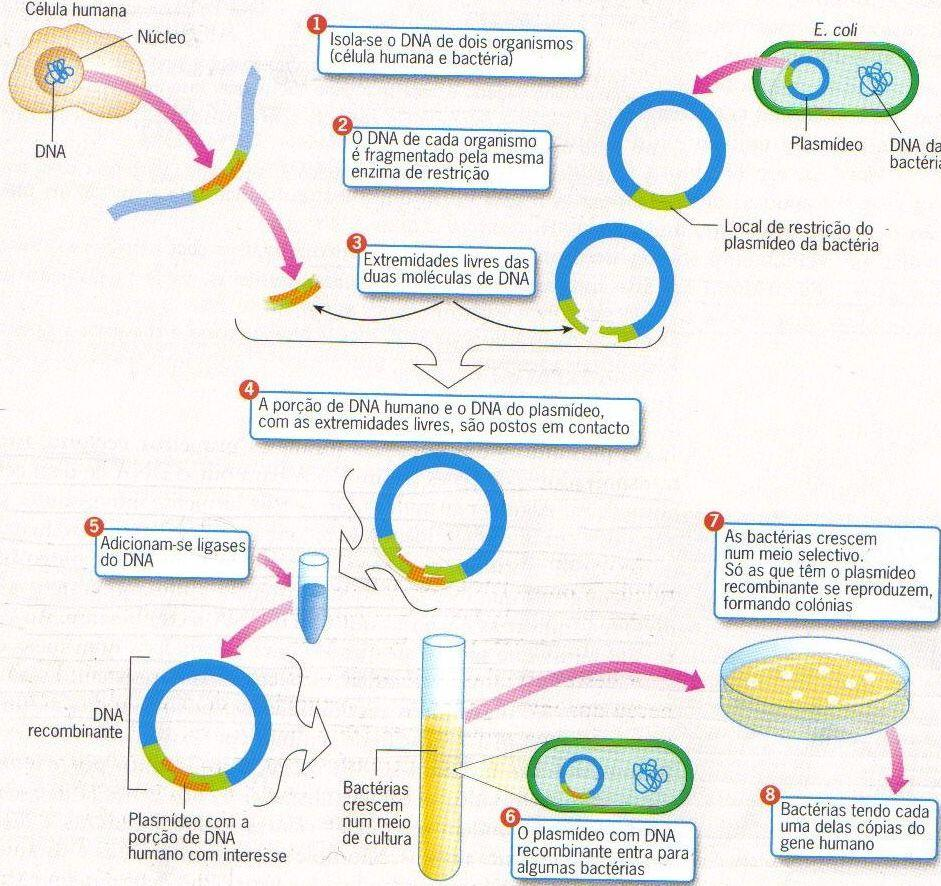 Célula humana
Núcleo
DNA
1
Isola-se o DNA de dois organismos
(célula humana e bactéria)
E. coli
Plasmídeo
DNA da
bactéria
2
O DNA de cada organismo
é fragmentado pela mesma
enzima de restrição
Local de restrição do
plasmídeo da bactéria
3
Extremidades livres das
duas moléculas de DNA
4
A porção de DNA humano e o DNA do plasmídeo,
com as extremidades livres, são postos em contacto
5
Adicionam-se ligases
do DNA
7
As bactérias crescem
num meio selectivo.
Só as que têm o plasmídeo
recombinante se reproduzem,
formando colónias
DNA
recombinante
Plasmídeo com a
porção de DNA
humano com interesse
Bactérias
crescem
num meio
de cultura
6
O plasmídeo com DNA
recombinante entra para
algumas bactérias
8
Bactérias tendo cada
uma delas cópias do
gene humano